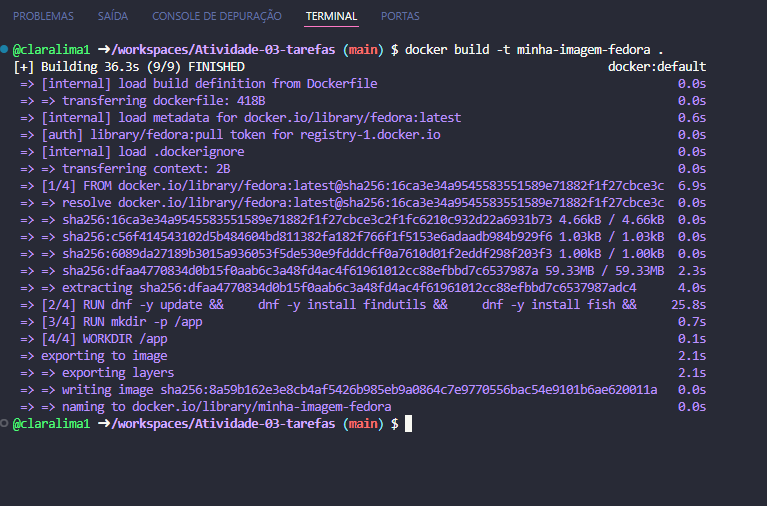 PROBLEMAS SAÍDA CONSOLE DE DEPURAÇÃO TERMINAL PORTAS
@claralima1 ➜/workspaces/Atividade-03-tarefas (main) $ docker build -t minha-imagem-fedora .
[+] Building 36.3s (9/9) FINISHED docker:default
=> [internal] load build definition from Dockerfile 0.0s
=> => transferring dockerfile: 418B 0.0s
=> [internal] load metadata for docker.io/library/fedora:latest 0.6s
=> [auth] library/fedora:pull token for registry-1.docker.io 0.0s
=> [internal] load .dockerignore 0.0s
=> => transferring context: 2B 0.0s
=> [1/4] FROM docker.io/library/fedora:latest@sha256:16ca3e34a9545583551589e71882f1f27cbce3c 6.9s
=> => resolve docker.io/library/fedora:latest@sha256:16ca3e34a9545583551589e71882f1f27cbce3c 0.0s
=> => sha256:16ca3e34a9545583551589e71882f1f27cbce3c2f1fc6210c932d22a6931b73 4.66kB / 4.66kB 0.0s
=> => sha256:c56f414543102d5b484604bd811382fa182f766f1f5153e6adaadb984b929f6 1.03kB / 1.03kB 0.0s
=> => sha256:6089da27189b3015a936053f5de530e9fdddcff0a7610d01f2eddf298f203f3 1.00kB / 1.00kB 0.0s
=> => sha256:dfaa4770834d0b15f0aab6c3a48fd4ac4f61961012cc88efbbd7c6537987a 59.33MB / 59.33MB 2.3s
=> => extracting sha256:dfaa4770834d0b15f0aab6c3a48fd4ac4f61961012cc88efbbd7c6537987adc4 4.0s
=> [2/4] RUN dnf -y update && dnf -y install findutils && dnf -y install fish && 25.8s
=> [3/4] RUN mkdir -p /app 0.7s
=> [4/4] WORKDIR /app 0.1s
=> exporting to image 2.1s
=> => exporting layers 2.1s
=> => writing image sha256:8a59b162e3e8cb4af5426b985eb9a0864c7e9770556bac54e9101b6ae620011a 0.0s
=> => naming to docker.io/library/minha-imagem-fedora 0.0s
@claralima1 ➜/workspaces/Atividade-03-tarefas (main) $